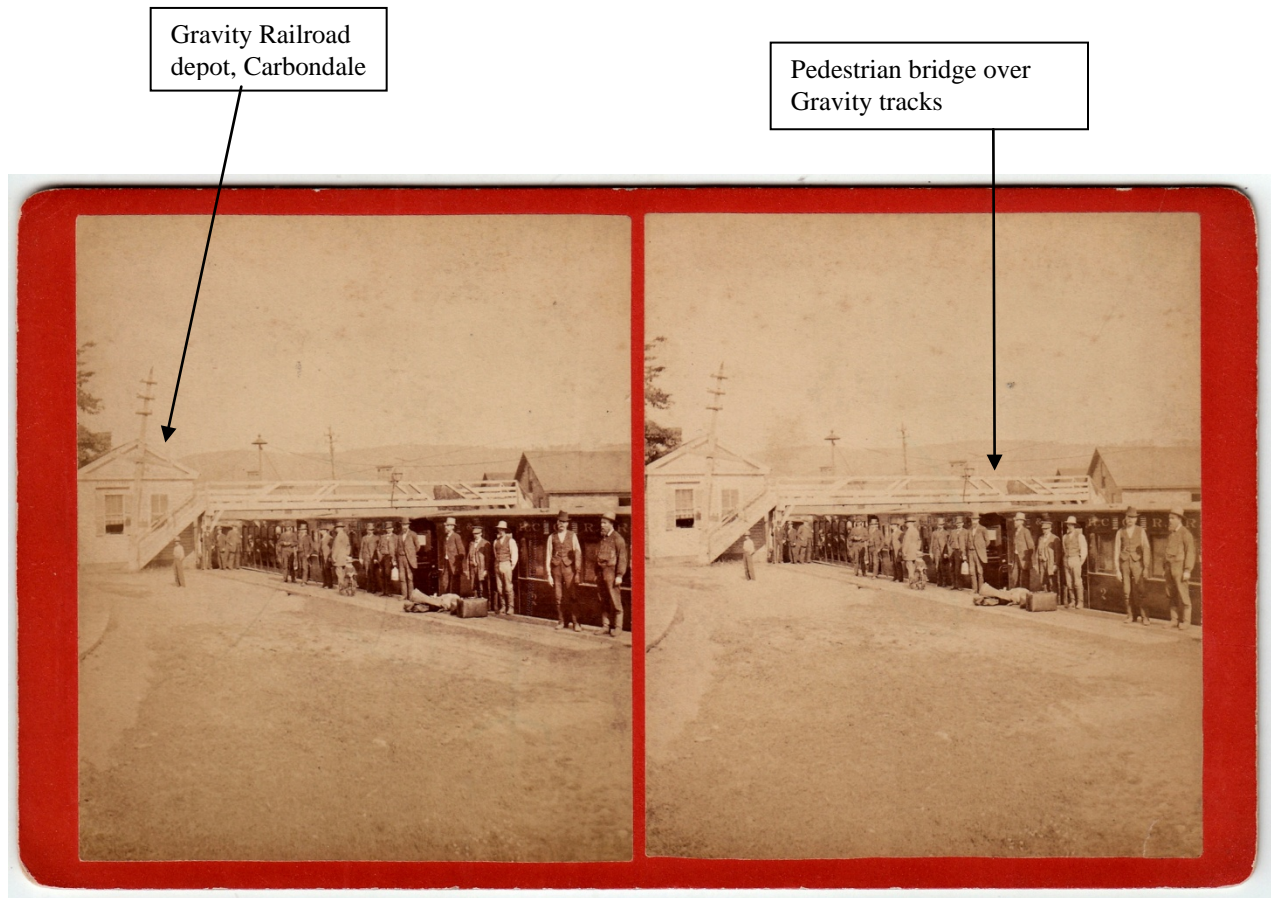 Gravity Railroad
depot, Carbondale
Pedestrian bridge over
Gravity tracks